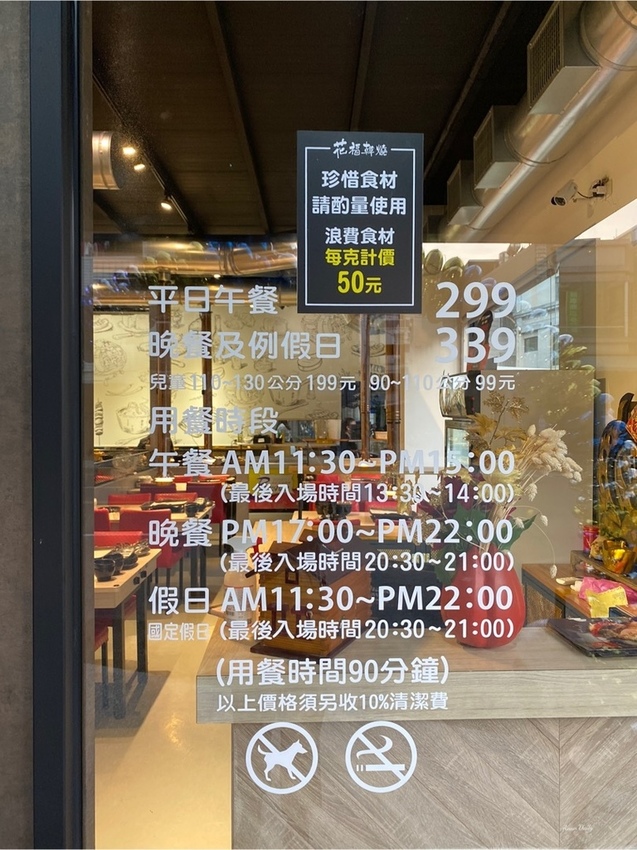 花福韓燒
珍惜食材
請酌量使用
浪費食材
每克計價
50元
平日午餐 299
晚餐及例假日 339
兒童110~130公分199元 90~110公分99元
用餐時段
午餐 AM11:30~PM15:00
(最後入場時間13:30~14:00)
晚餐 PM17:00~PM22:00
(最後入場時間20:30~21:00)
假日 AM11:30~PM22:00
國定假日 (最後入場時間20:30~21:00)
(用餐時間90分鐘)
以上價格須另收10%清潔費